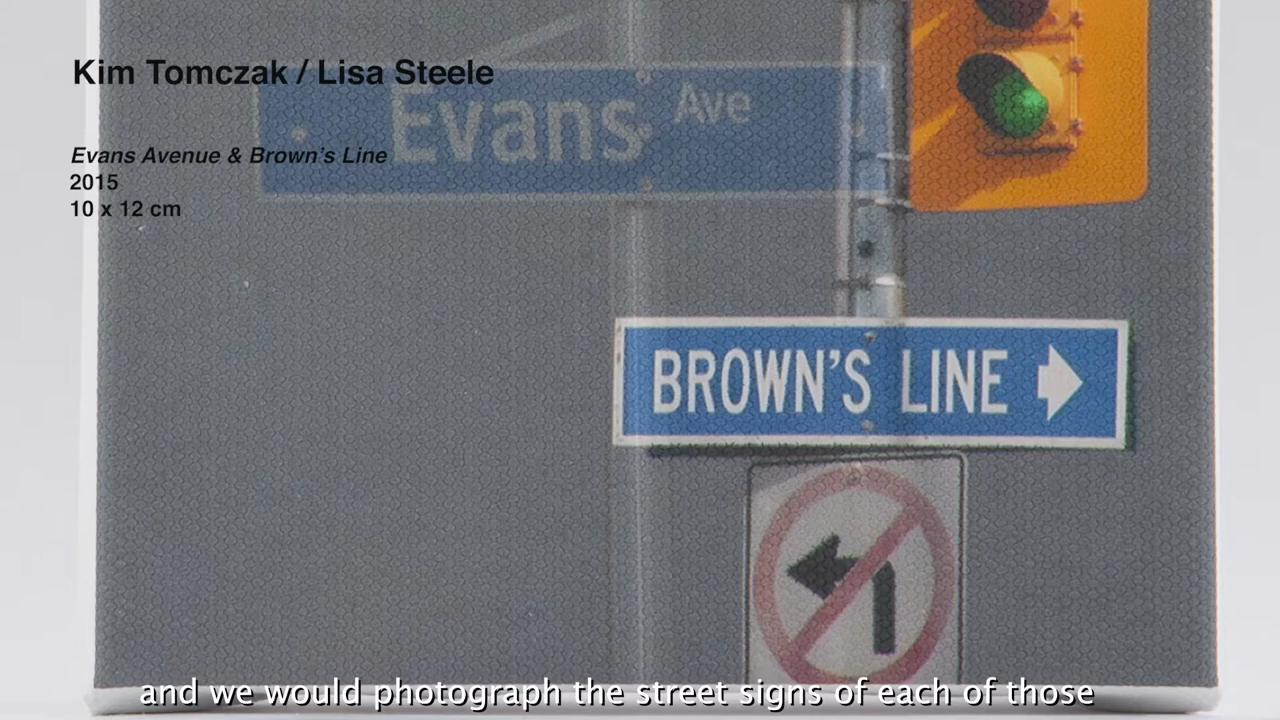 Kim Tomczak / Lisa Steele
Evans Ave
Evans Avenue & Brown's Line
2015
10 x 12 cm
BROWN'S LINE
and we would photograph the street signs of each of those